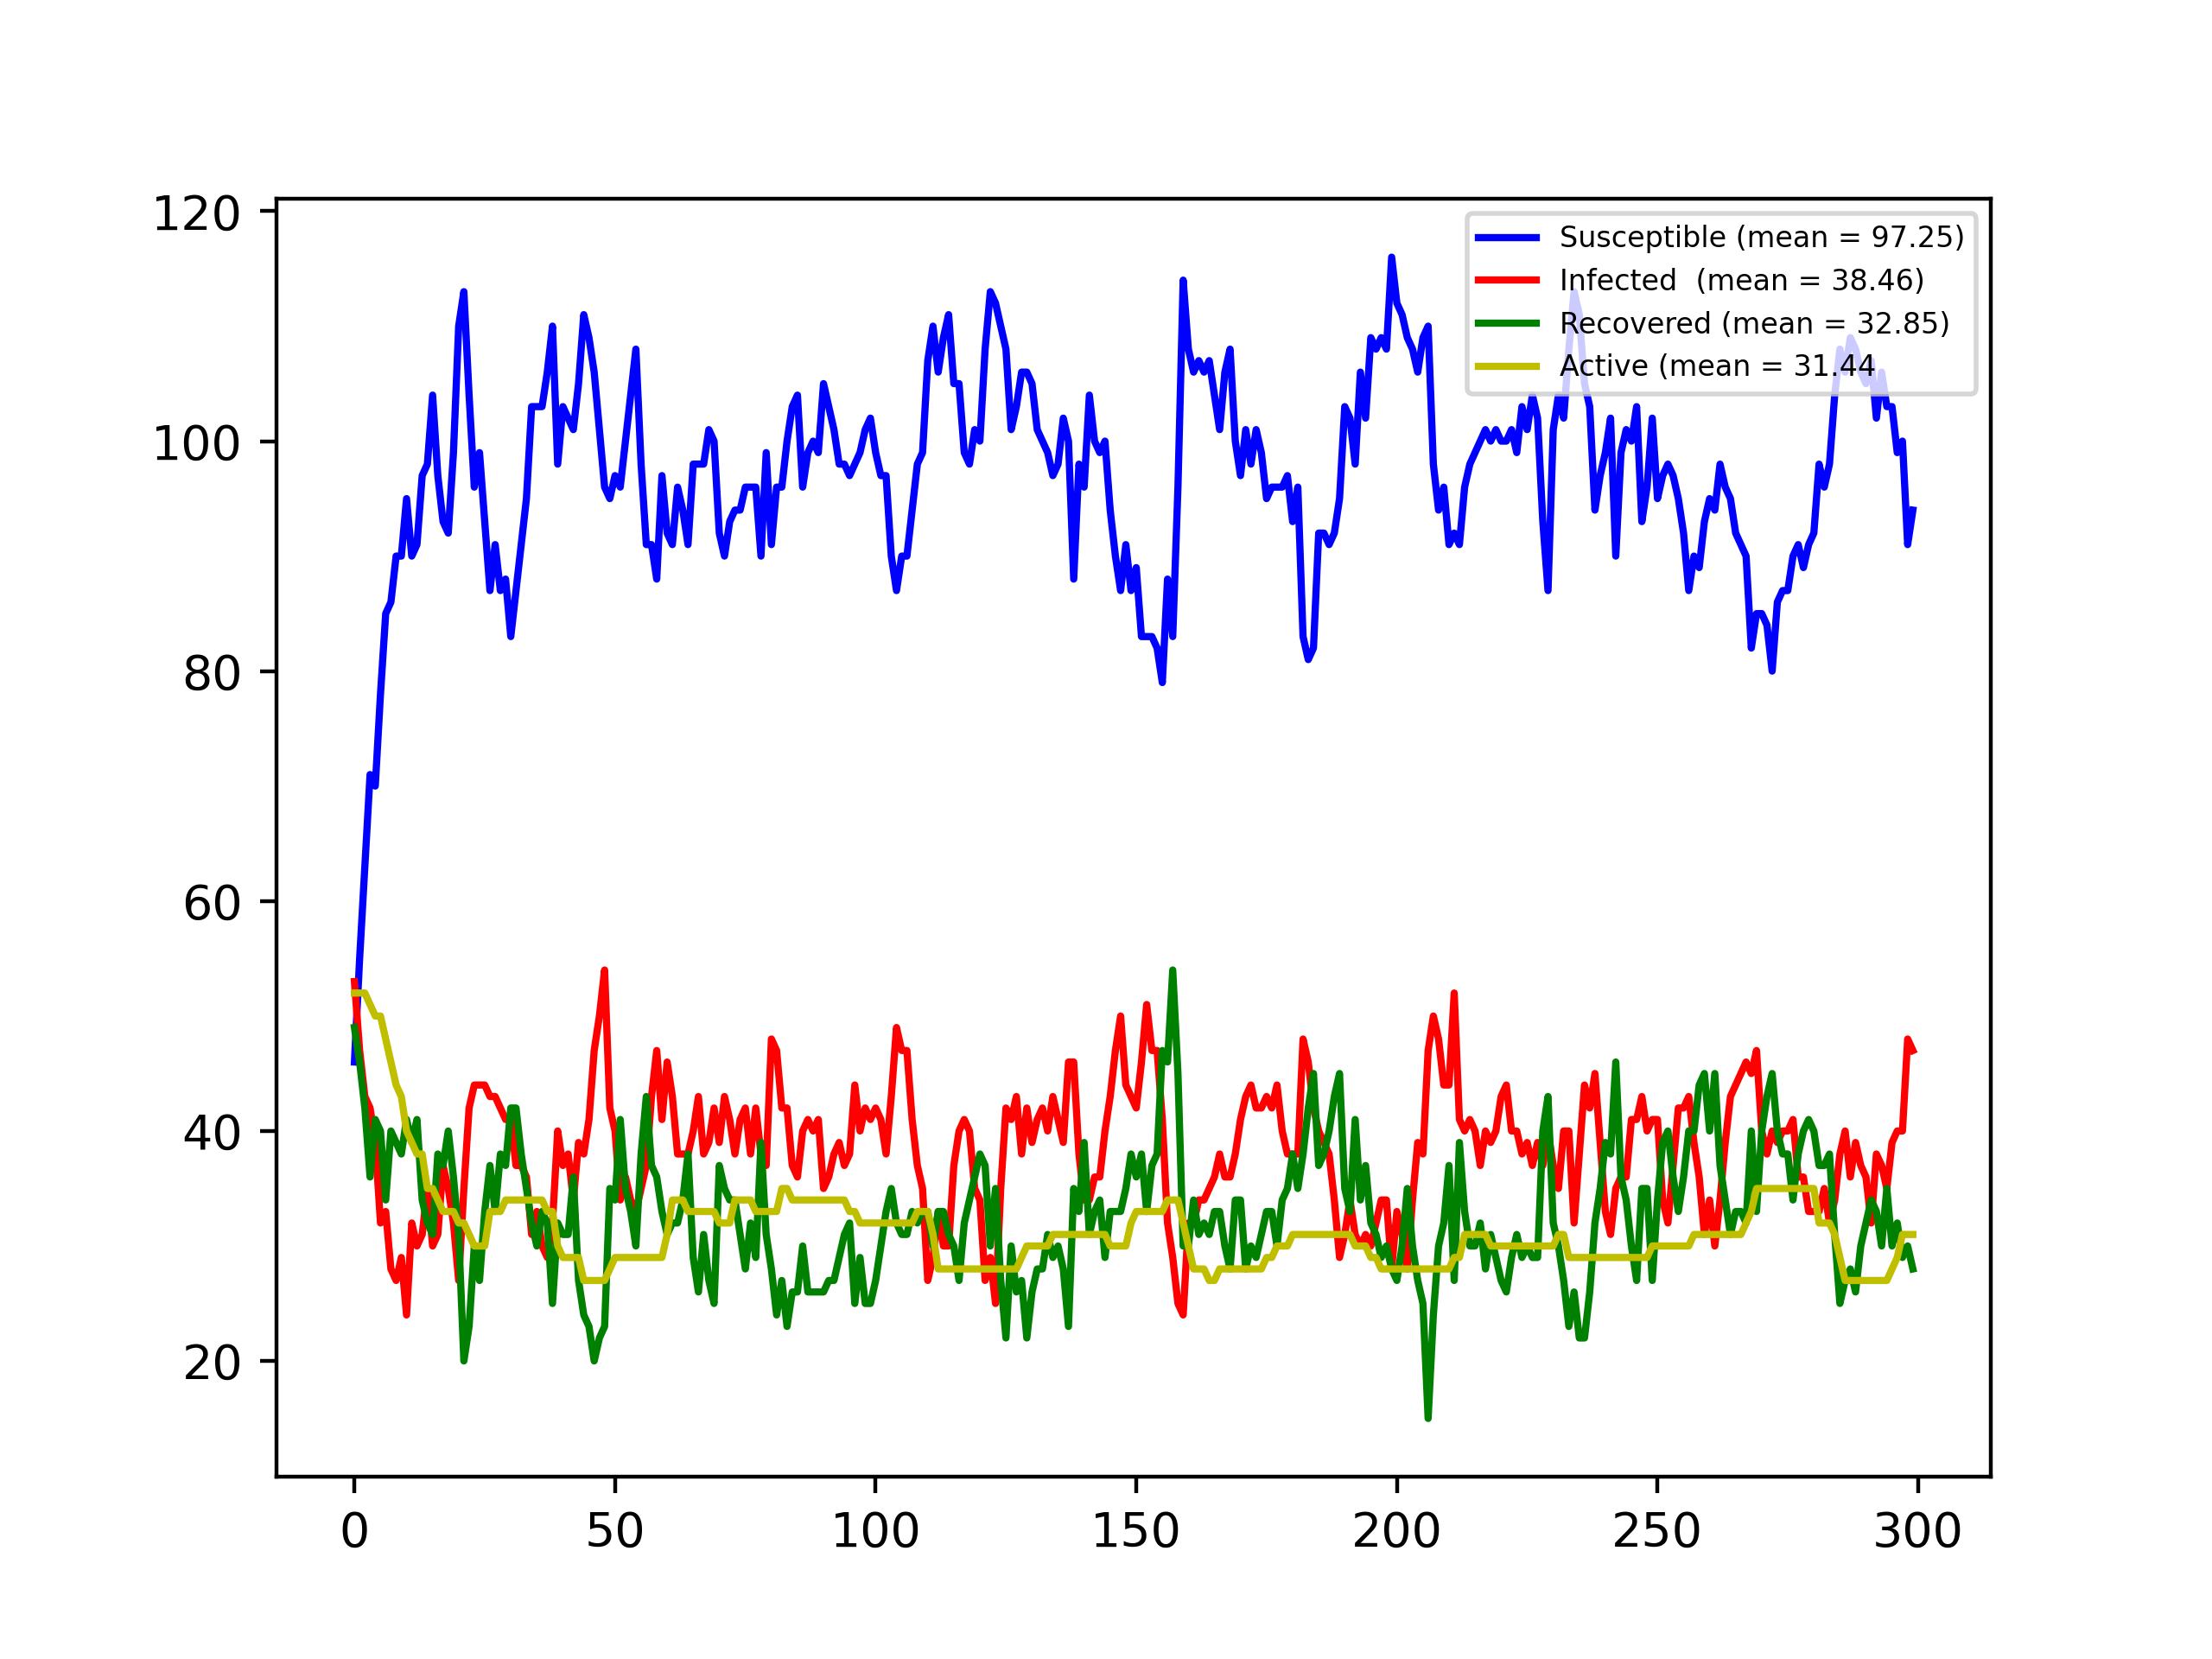 120
100
80
60
40
20
0 50 100 150 200 250 300
Susceptible (mean = 97.25)
Infected  (mean = 38.46)
Recovered (mean = 32.85)
Active (mean = 31.44